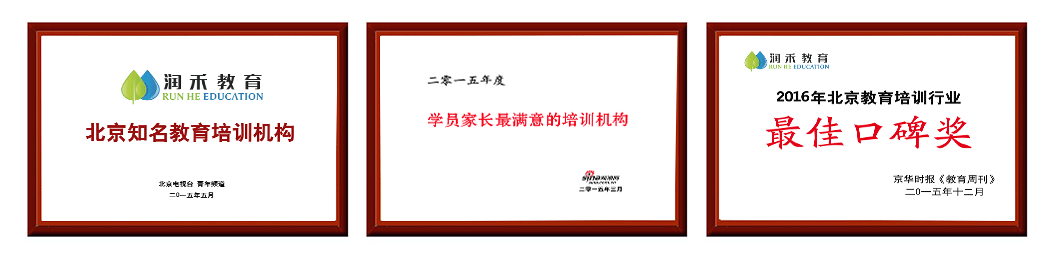 润禾教育
RUN HE EDUCATION
北京知名教育培训机构
北京电视台 青年频道
二〇一五年五月
二零一五年度
学员家长最满意的培训机构
sina新浪教育
二零一五年三月
润禾教育
RUN HE EDUCATION
2016年北京教育培训行业
最佳口碑奖
京华时报《教育周刊》
二〇一五年十二月